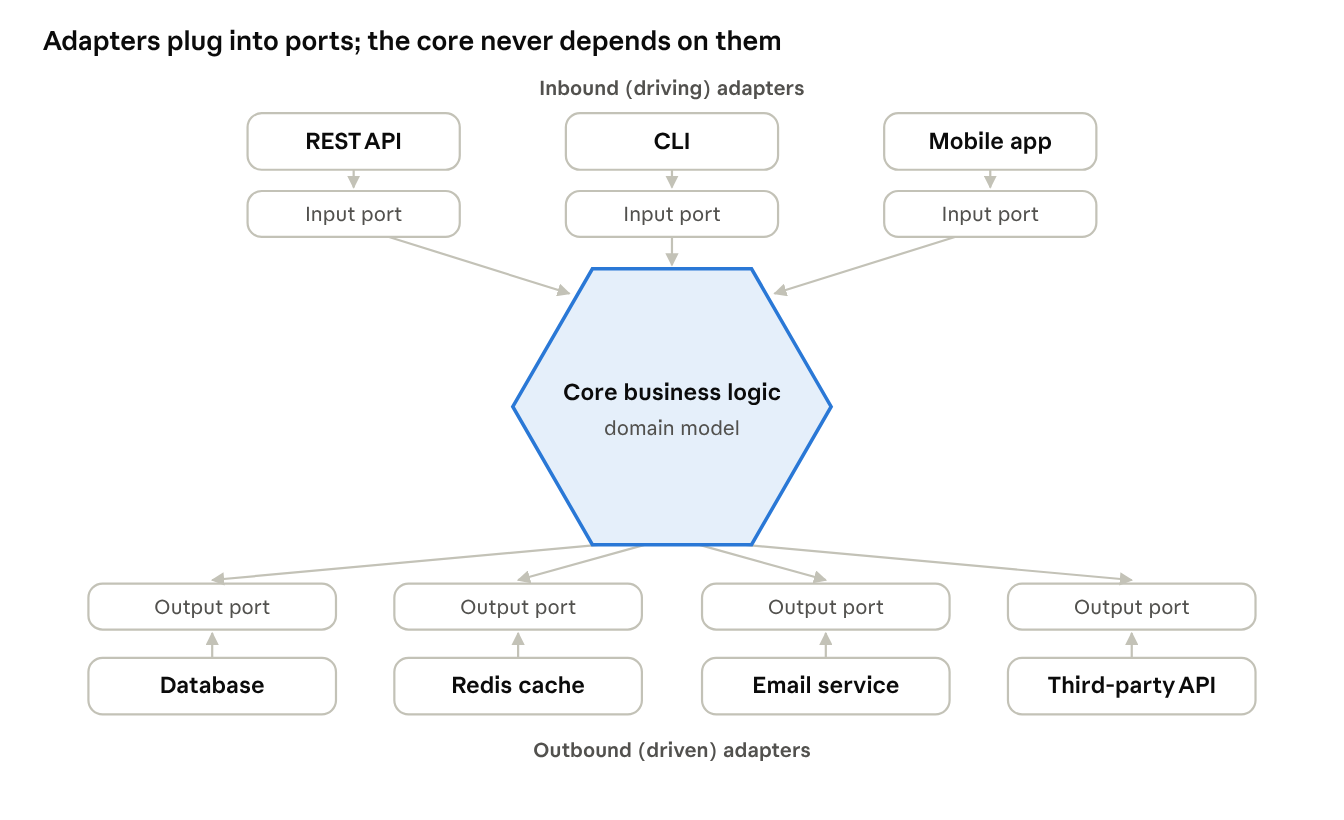 Adapters plug into ports; the core never depends on them
Inbound (driving) adapters
REST API
CLI
Mobile app
Input port
Input port
Input port
Core business logic
domain model
Output port
Output port
Output port
Output port
Database
Redis cache
Email service
Third-party API
Outbound (driven) adapters